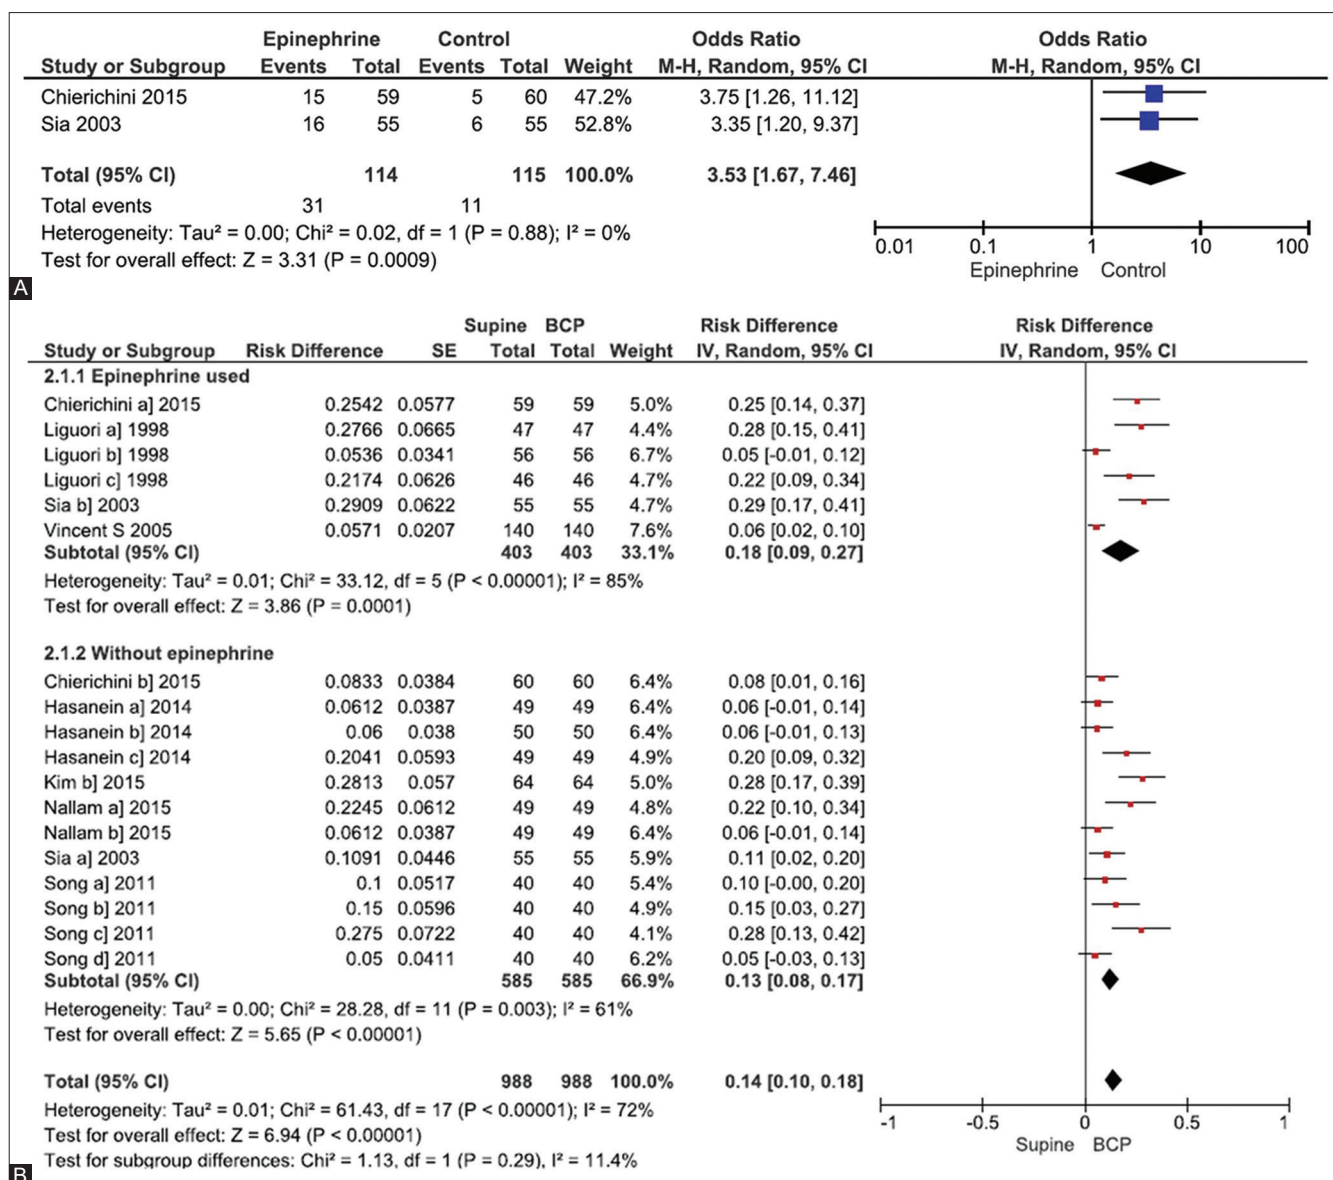 Epinephrine Control Odds Ratio Odds Ratio
Study or Subgroup Events Total Events Total Weight M-H, Random, 95% CI M-H, Random, 95% CI
Chierichini 2015 15 59 5 60 47.2% 3.75 [1.26, 11.12]
Sia 2003 16 55 6 55 52.8% 3.35 [1.20, 9.37]
Total (95% CI) 114 115 100.0% 3.53 [1.67, 7.46]
Total events 31 11
Heterogeneity: Tau² = 0.00; Chi² = 0.02, df = 1 (P = 0.88); I² = 0%
Test for overall effect: Z = 3.31 (P = 0.0009)
0.01 0.1 1 10 100
Epinephrine Control
A
Supine BCP Risk Difference Risk Difference
Study or Subgroup Risk Difference SE Total Total Weight IV, Random, 95% CI IV, Random, 95% CI
2.1.1 Epinephrine used
Chierichini a] 2015 0.2542 0.0577 59 59 5.0% 0.25 [0.14, 0.37]
Liguori a] 1998 0.2766 0.0665 47 47 4.4% 0.28 [0.15, 0.41]
Liguori b] 1998 0.0536 0.0341 56 56 6.7% 0.05 [-0.01, 0.12]
Liguori c] 1998 0.2174 0.0626 46 46 4.7% 0.22 [0.09, 0.34]
Sia b] 2003 0.2909 0.0622 55 55 4.7% 0.29 [0.17, 0.41]
Vincent S 2005 0.0571 0.0207 140 140 7.6% 0.06 [0.02, 0.10]
Subtotal (95% CI) 403 403 33.1% 0.18 [0.09, 0.27]
Heterogeneity: Tau² = 0.01; Chi² = 33.12, df = 5 (P < 0.00001); I² = 85%
Test for overall effect: Z = 3.86 (P = 0.0001)
2.1.2 Without epinephrine
Chierichini b] 2015 0.0833 0.0384 60 60 6.4% 0.08 [0.01, 0.16]
Hasanein a] 2014 0.0612 0.0387 49 49 6.4% 0.06 [-0.01, 0.14]
Hasanein b] 2014 0.06 0.038 50 50 6.4% 0.06 [-0.01, 0.13]
Hasanein c] 2014 0.2041 0.0593 49 49 4.9% 0.20 [0.09, 0.32]
Kim b] 2015 0.2813 0.057 64 64 5.0% 0.28 [0.17, 0.39]
Nallam a] 2015 0.2245 0.0612 49 49 4.8% 0.22 [0.10, 0.34]
Nallam b] 2015 0.0612 0.0387 49 49 6.4% 0.06 [-0.01, 0.14]
Sia a] 2003 0.1091 0.0446 55 55 5.9% 0.11 [0.02, 0.20]
Song a] 2011 0.1 0.0517 40 40 5.4% 0.10 [-0.00, 0.20]
Song b] 2011 0.15 0.0596 40 40 4.9% 0.15 [0.03, 0.27]
Song c] 2011 0.275 0.0722 40 40 4.1% 0.28 [0.13, 0.42]
Song d] 2011 0.05 0.0411 40 40 6.2% 0.05 [-0.03, 0.13]
Subtotal (95% CI) 585 585 66.9% 0.13 [0.08, 0.17]
Heterogeneity: Tau² = 0.00; Chi² = 28.28, df = 11 (P = 0.003); I² = 61%
Test for overall effect: Z = 5.65 (P < 0.00001)
Total (95% CI) 988 988 100.0% 0.14 [0.10, 0.18]
Heterogeneity: Tau² = 0.01; Chi² = 61.43, df = 17 (P < 0.00001); I² = 72%
Test for overall effect: Z = 6.94 (P < 0.00001)
Test for subgroup differences: Chi² = 1.13, df = 1 (P = 0.29), I² = 11.4%
-1 -0.5 0 0.5 1
Supine BCP
B